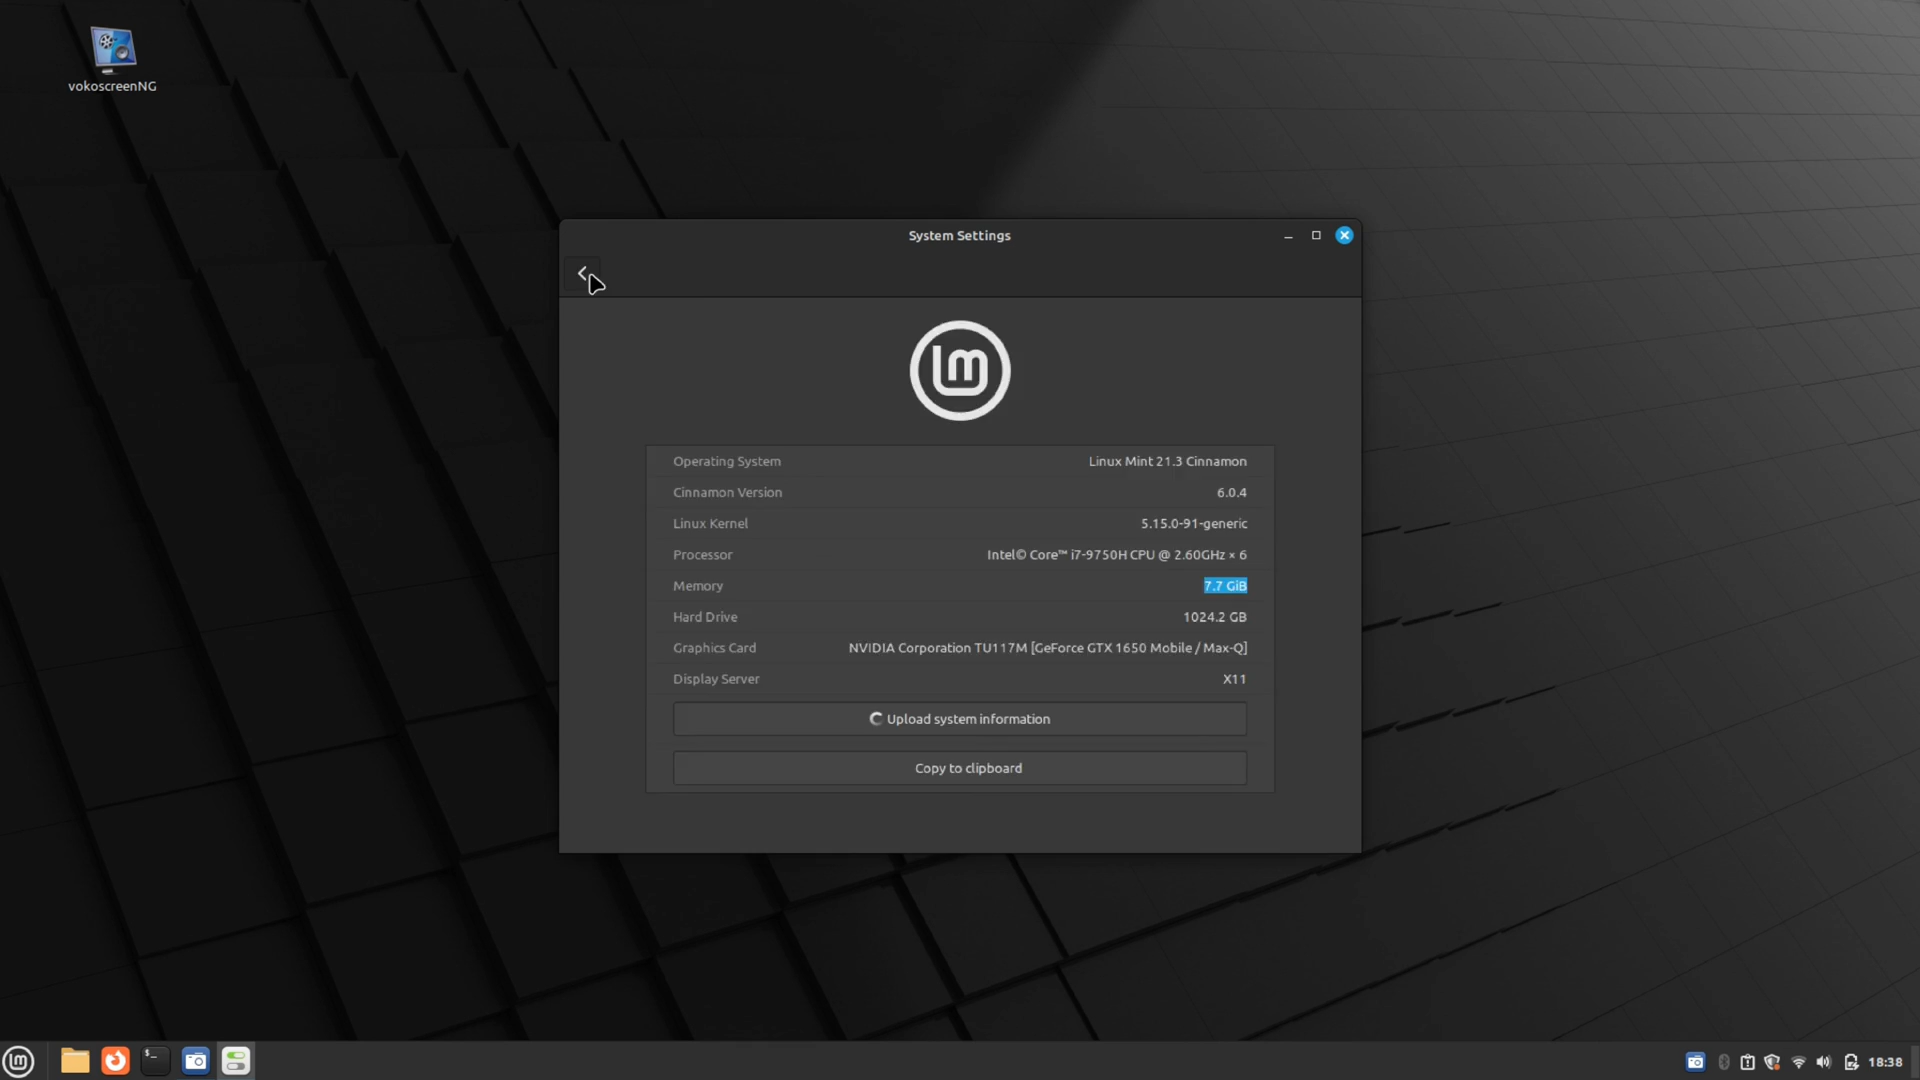 vokoscreenNG
System Settings
lm
Operating System Linux Mint 21.3 Cinnamon
Cinnamon Version 6.0.4
Linux Kernel 5.15.0-91-generic
Processor Intel© Core™ i7-9750H CPU @ 2.60GHz × 6
Memory 7.7 GiB
Hard Drive 1024.2 GB
Graphics Card NVIDIA Corporation TU117M [GeForce GTX 1650 Mobile / Max-Q]
Display Server X11
Upload system information
Copy to clipboard
lm $_ 18:38